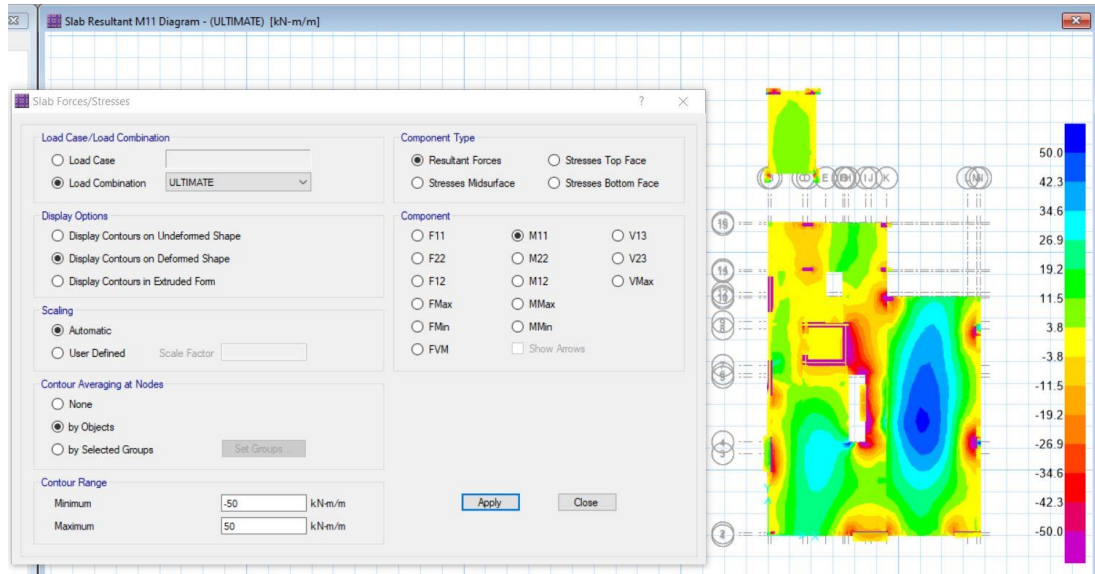 Slab Resultant M11 Diagram - (ULTIMATE) [kN-m/m]
Slab Forces/Stresses
? 
Load Case/Load Combination
Load Case
Load Combination ULTIMATE
Component Type
Resultant Forces Stresses Top Face
Stresses Midsurface Stresses Bottom Face
Display Options
Display Contours on Undeformed Shape
Display Contours on Deformed Shape
Display Contours in Extruded Form
Component
F11 M11 V13
F22 M22 V23
F12 M12 VMax
FMax MMax
FMin MMin
FVM Show Arrows
Scaling
Automatic
User Defined Scale Factor
Contour Averaging at Nodes
None
by Objects
by Selected Groups Set Groups...
Contour Range
Minimum -50 kN-m/m
Maximum 50 kN-m/m
Apply Close
E I J K
50.0
42.3
34.6
26.9
19.2
11.5
3.8
-3.8
-11.5
-19.2
-26.9
-34.6
-42.3
-50.0